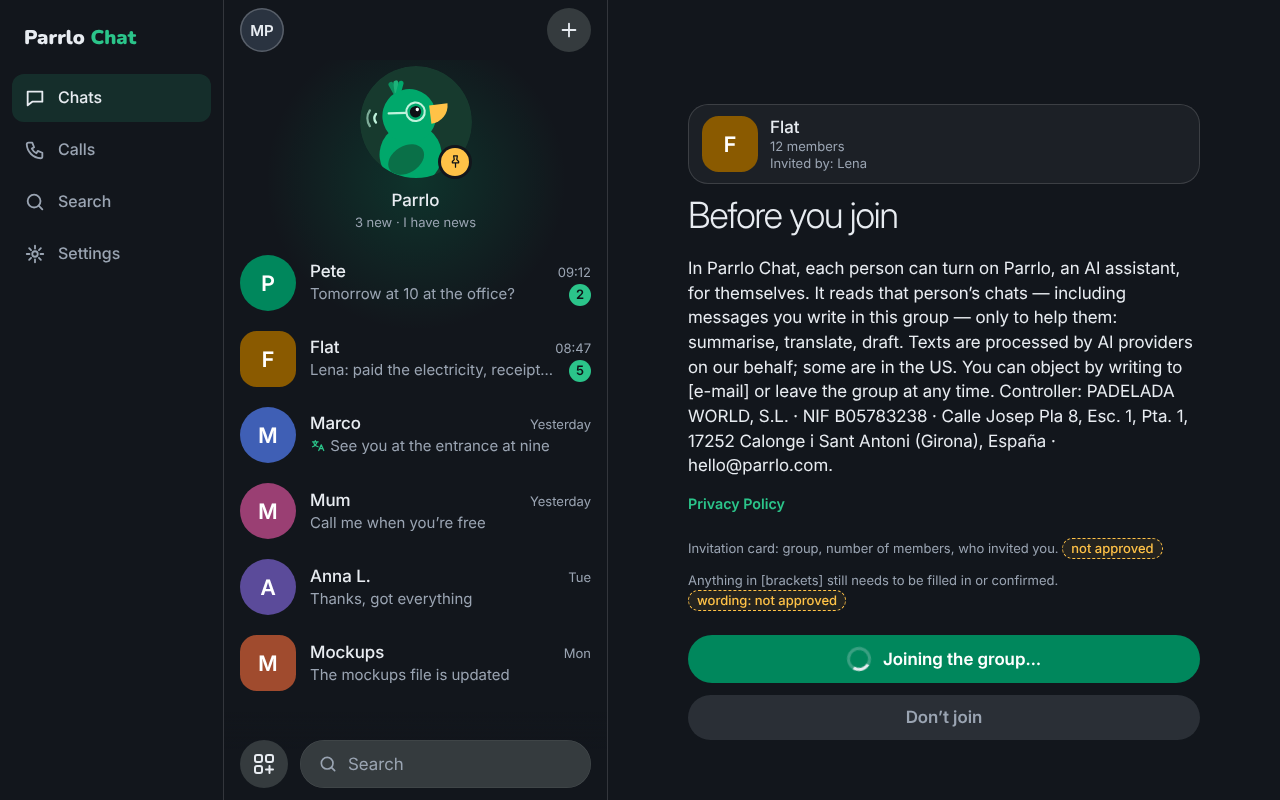 Parrlo Chat
Chats
Calls
Search
Settings
MP
Parrlo
3 new · I have news
P
Pete
09:12
Tomorrow at 10 at the office?
2
F
Flat
08:47
Lena: paid the electricity, receipt...
5
M
Marco
Yesterday
See you at the entrance at nine
M
Mum
Yesterday
Call me when you’re free
A
Anna L.
Tue
Thanks, got everything
M
Mockups
Mon
The mockups file is updated
Search
F
Flat
12 members
Invited by: Lena
Before you join
In Parrlo Chat, each person can turn on Parrlo, an AI assistant,
for themselves. It reads that person’s chats — including
messages you write in this group — only to help them:
summarise, translate, draft. Texts are processed by AI providers
on our behalf; some are in the US. You can object by writing to
[e-mail] or leave the group at any time. Controller: PADELADA
WORLD, S.L. · NIF B05783238 · Calle Josep Pla 8, Esc. 1, Pta. 1,
17252 Calonge i Sant Antoni (Girona), España ·
hello@parrlo.com.
Privacy Policy
Invitation card: group, number of members, who invited you. not approved
Anything in [brackets] still needs to be filled in or confirmed.
wording: not approved
Joining the group...
Don’t join